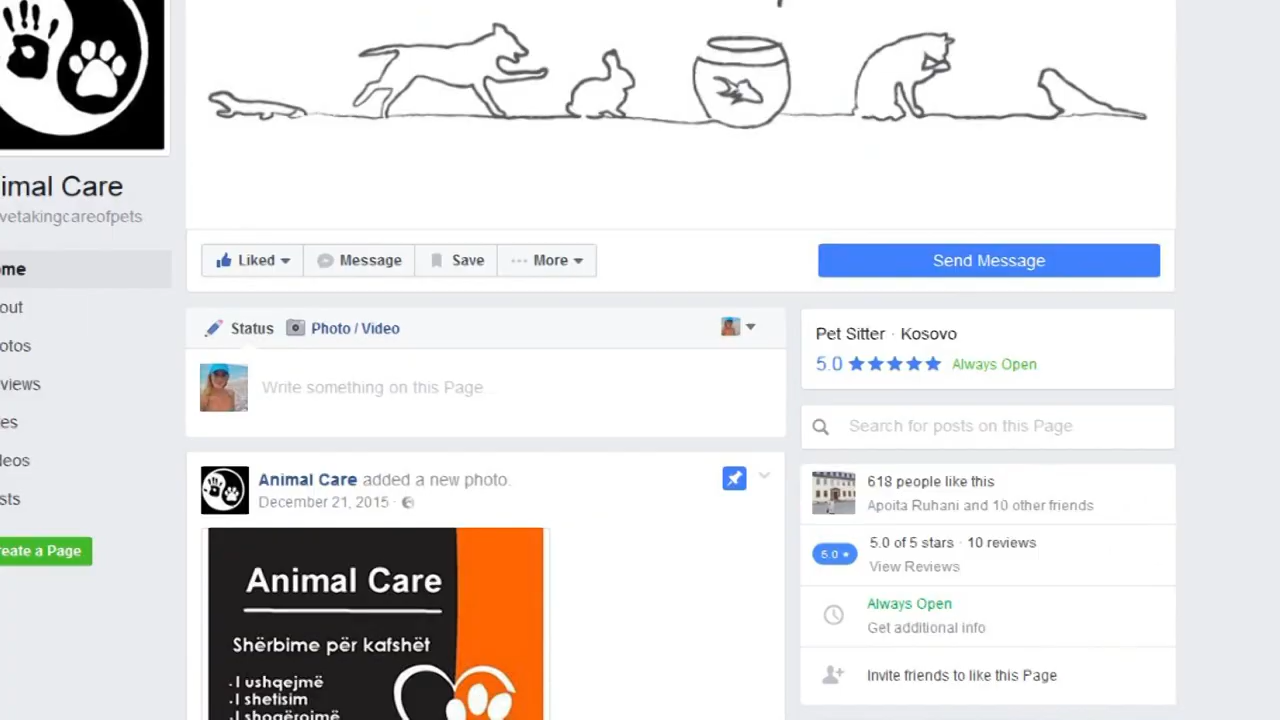 imal Care
vetakingcareofpets
ome
out
otos
views
es
eos
sts
reate a Page
Liked
Message
Save
More
Send Message
Status
Photo / Video
Write something on this Page...
Animal Care added a new photo.
December 21, 2015
Animal Care
Shërbime për kafshët
.I ushqejmë
.I shetisim
.I shoqërojmë
Pet Sitter · Kosovo
5.0 Always Open
Search for posts on this Page
618 people like this
Apoita Ruhani and 10 other friends
5.0
5.0 of 5 stars · 10 reviews
View Reviews
Always Open
Get additional info
Invite friends to like this Page